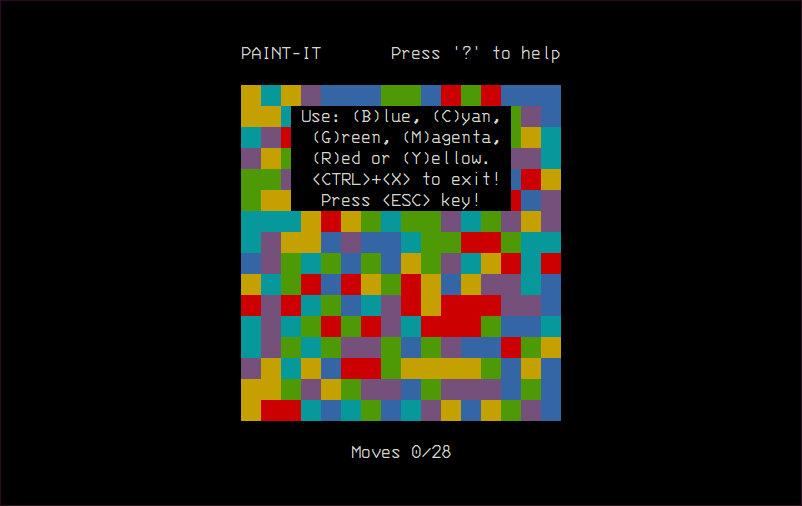 PAINT-IT Press '?' to help
Use: (B)lue, (C)yan,
(G)reen, (M)agenta,
(R)ed or (Y)ellow.
<CTRL>+<X> to exit!
Press <ESC> key!
Moves 0/28